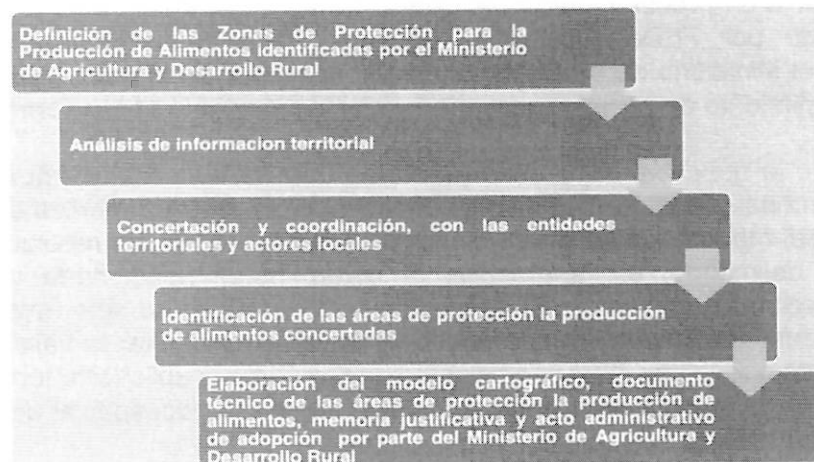 Definición de las Zonas de Protección para la
Producción de Alimentos identificadas por el Ministerio
de Agricultura y Desarrollo Rural
Análisis de informacion territorial
Concertación y coordinación, con las entidades
territoriales y actores locales
Identificación de las áreas de protección la producción
de alimentos concertadas
Elaboración del modelo cartográfico, documento
técnico de las áreas de protección la producción de
alimentos, memoria justificativa y acto administrativo
de adopción por parte del Ministerio de Agricultura y
Desarrollo Rural